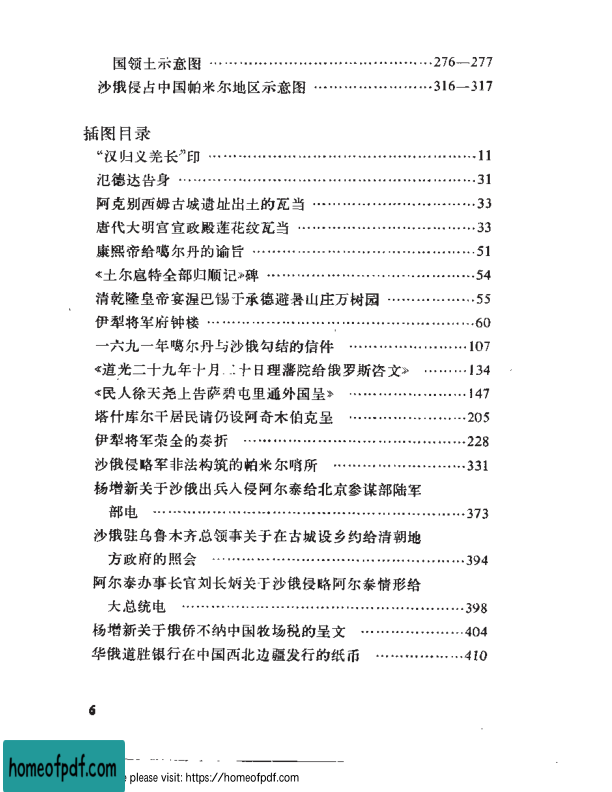 国领土示意图 ………………………………………276—277
沙俄侵占中国帕米尔地区示意图 ……………………316—317
插图目录
“汉归义羌长”印 ………………………………………………11
氾德达告身 ……………………………………………………31
阿克别西姆古城遗址出土的瓦当 ……………………………33
唐代大明宫宣政殿莲花纹瓦当 ………………………………33
康熙帝给噶尔丹的谕旨 ………………………………………51
《土尔扈特全部归顺记》碑 ……………………………………54
清乾隆皇帝宴渥巴锡于承德避暑山庄万树园 ………………55
伊犁将军府钟楼 ………………………………………………60
一六九一年噶尔丹与沙俄勾结的信件 ………………………107
《道光二十九年十月二十日理藩院给俄罗斯咨文》 ………134
《民人徐天尧上告萨碧屯里通外国呈》 ……………………147
塔什库尔干居民请仍设阿奇木伯克呈 ……………………205
伊犁将军荣全的奏折 ………………………………………228
沙俄侵略军非法构筑的帕米尔哨所 ………………………331
杨增新关于沙俄出兵入侵阿尔泰给北京参谋部陆军
部电 ……………………………………………………373
沙俄驻乌鲁木齐总领事关于在古城设乡约给清朝地
方政府的照会 …………………………………………394
阿尔泰办事长官刘长炳关于沙俄侵略阿尔泰情形给
大总统电 ………………………………………………398
杨增新关于俄侨不纳中国牧场税的呈文 …………………404
华俄道胜银行在中国西北边疆发行的纸币 ………………410
6
homeofpdf.com
please visit: https://homeofpdf.com